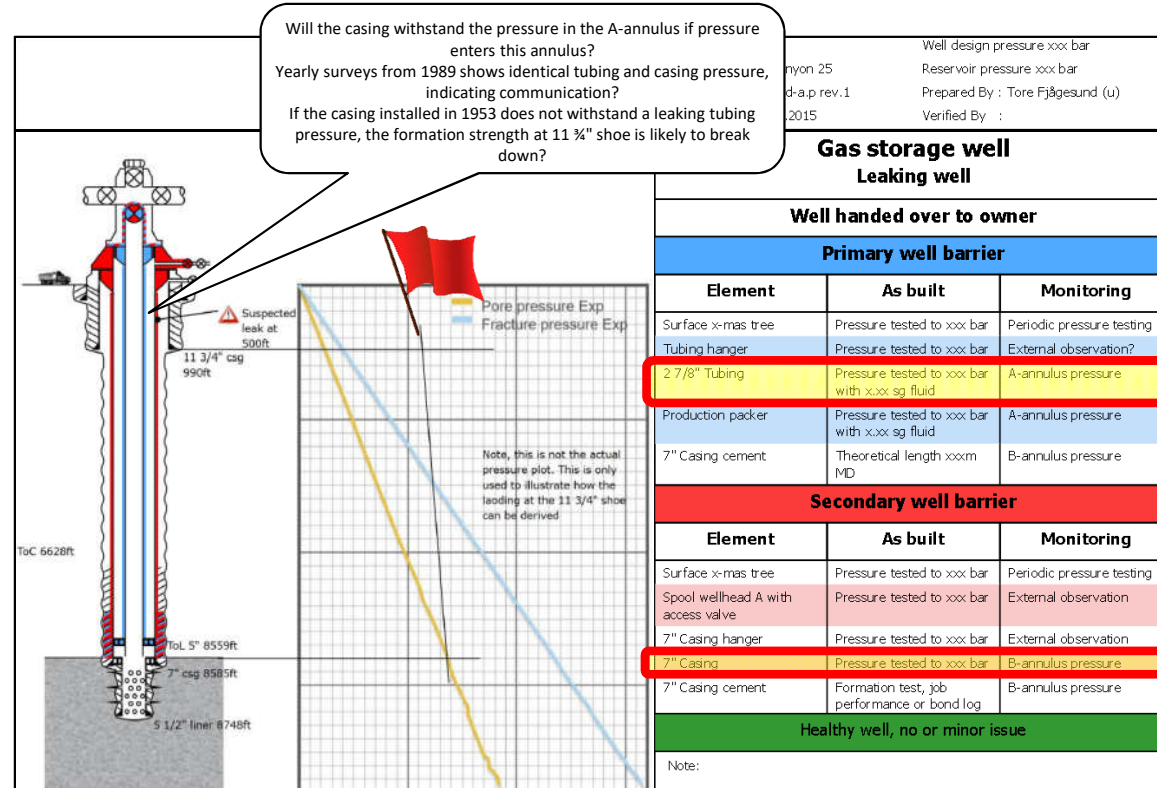 Will the casing withstand the pressure in the A-annulus if pressure
enters this annulus?
Yearly surveys from 1989 shows identical tubing and casing pressure,
indicating communication?
If the casing installed in 1953 does not withstand a leaking tubing
pressure, the formation strength at 11 ¾" shoe is likely to break
down?
Well design pressure xxx bar
nyon 25
Reservoir pressure xxx bar
d-a.p rev.1
Prepared By : Tore Fjågesund (u)
.2015
Verified By :
Gas storage well
Leaking well
Well handed over to owner
Primary well barrier
Element As built Monitoring
Surface x-mas tree Pressure tested to xxx bar Periodic pressure testing
Tubing hanger Pressure tested to xxx bar External observation?
2 7/8" Tubing Pressure tested to xxx bar A-annulus pressure
with x.xx sg fluid
Production packer Pressure tested to xxx bar A-annulus pressure
with x.xx sg fluid
7" Casing cement Theoretical length xxxm B-annulus pressure
MD
Secondary well barrier
Element As built Monitoring
Surface x-mas tree Pressure tested to xxx bar Periodic pressure testing
Spool wellhead A with Pressure tested to xxx bar External observation
access valve
7" Casing hanger Pressure tested to xxx bar External observation
7" Casing Pressure tested to xxx bar B-annulus pressure
7" Casing cement Formation test, job B-annulus pressure
performance or bond log
Healthy well, no or minor issue
Note:
Suspected
leak at
500ft
11 3/4" csg
990ft
ToC 6628ft
ToL 5" 8559ft
7" csg 8585ft
5 1/2" liner 8748ft
Pore pressure Exp
Fracture pressure Exp
Note, this is not the actual
pressure plot. This is only
used to illustrate how the
laoding at the 11 3/4" shoe
can be derived